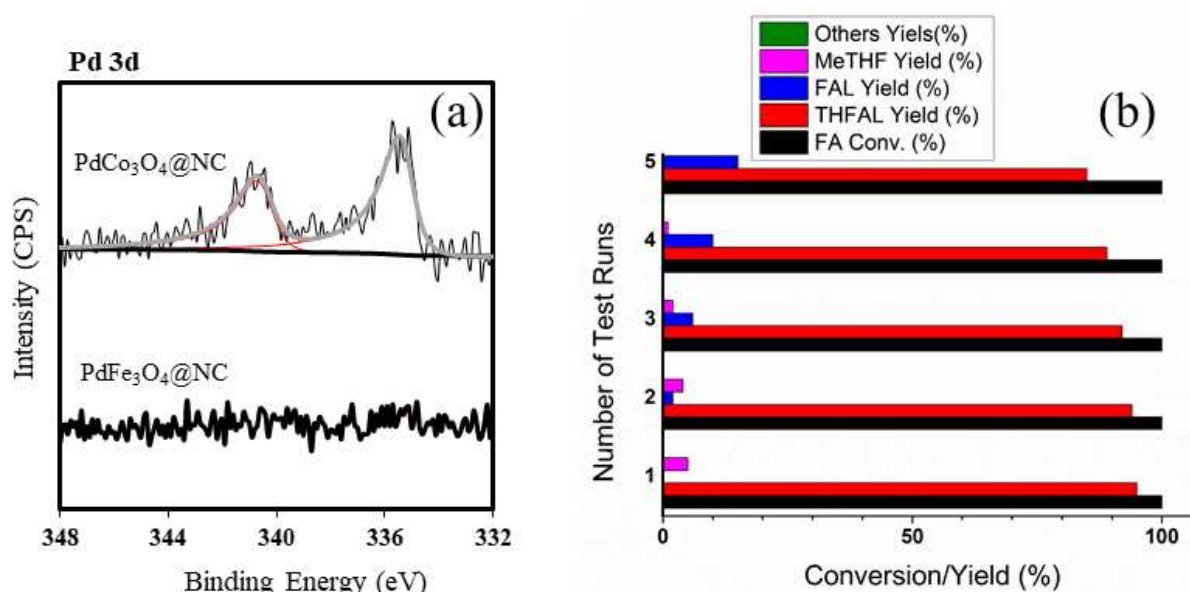 Pd 3d
(a)
PdCo₃O₄@NC
PdFe₃O₄@NC
Intensity (CPS)
348 344 340 336 332
Binding Energy (eV)
Others Yiels(%)
MeTHF Yield (%)
FAL Yield (%)
THFAL Yield (%)
FA Conv. (%)
(b)
5
4
3
2
1
Number of Test Runs
0 50 100
Conversion/Yield (%)